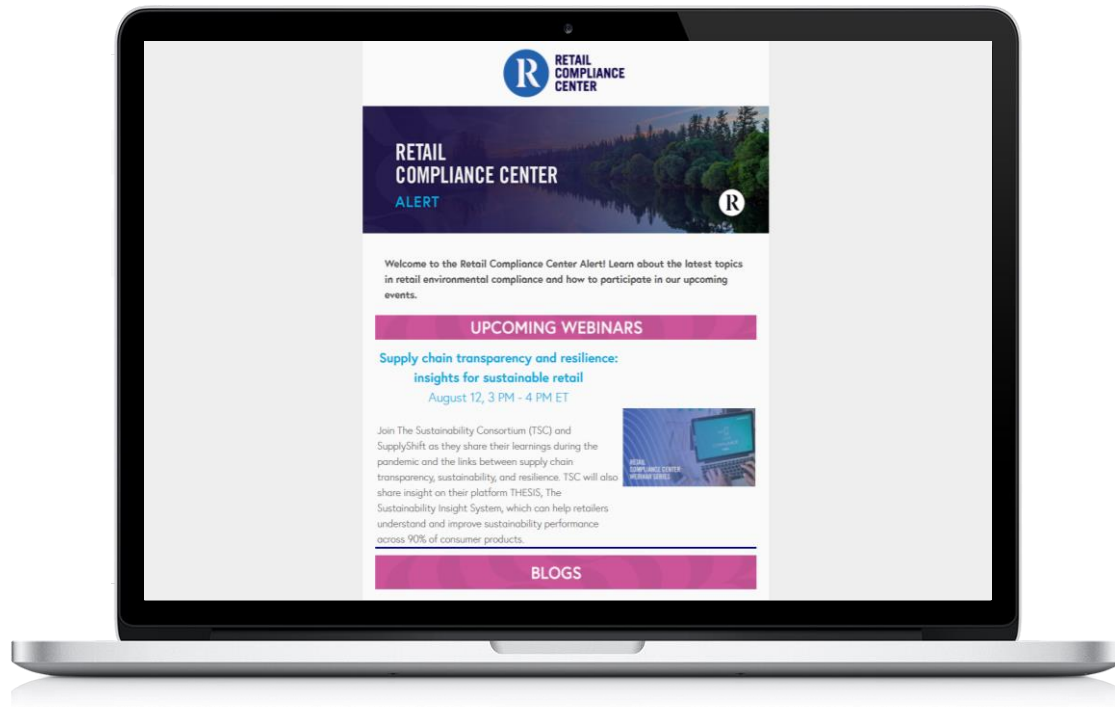 R
RETAIL
COMPLIANCE
CENTER
RETAIL
COMPLIANCE CENTER
ALERT
R
Welcome to the Retail Compliance Center Alert! Learn about the latest topics
in retail environmental compliance and how to participate in our upcoming
events.
UPCOMING WEBINARS
Supply chain transparency and resilience:
insights for sustainable retail
August 12, 3 PM - 4 PM ET
Join The Sustainability Consortium (TSC) and
SupplyShift as they share their learnings during the
pandemic and the links between supply chain
transparency, sustainability, and resilience. TSC will also
share insight on their platform THESIS, The
Sustainability Insight System, which can help retailers
understand and improve sustainability performance
across 90% of consumer products.
RETAIL
COMPLIANCE CENTER
WEBINAR SERIES
BLOGS